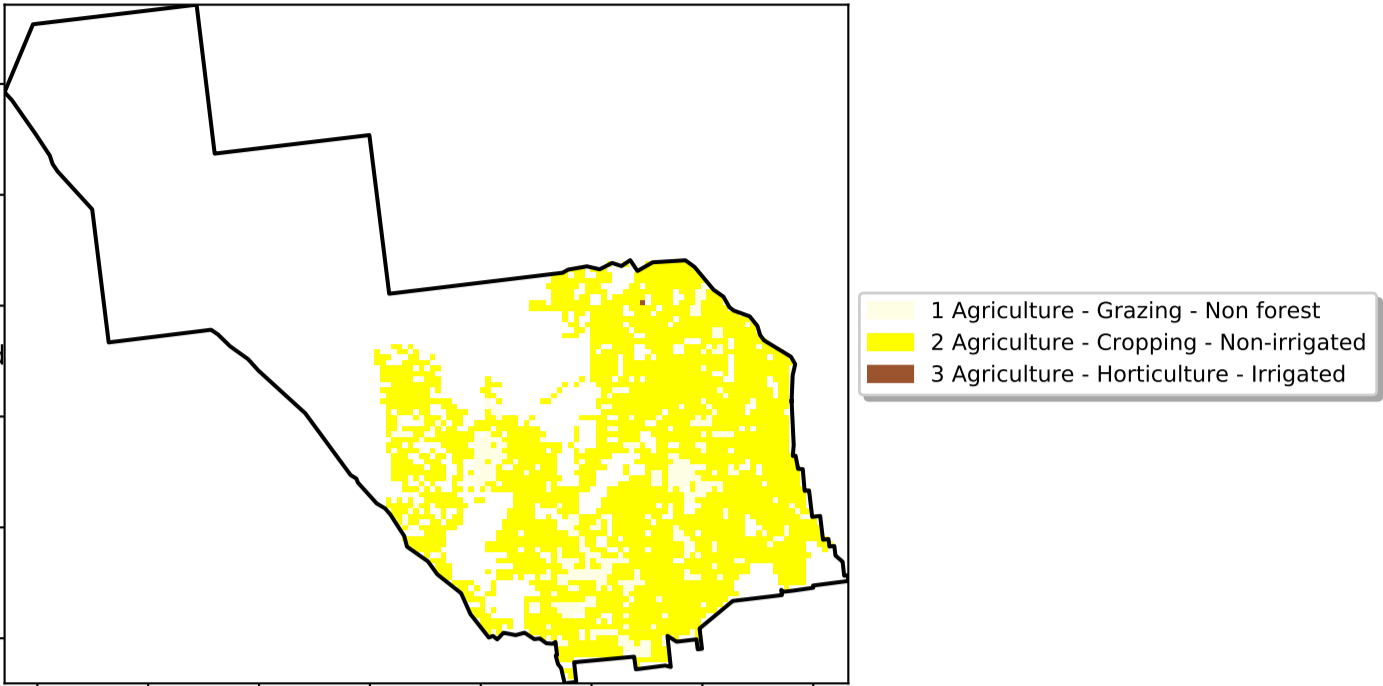 1 Agriculture - Grazing - Non forest
2 Agriculture - Cropping - Non-irrigated
3 Agriculture - Horticulture - Irrigated